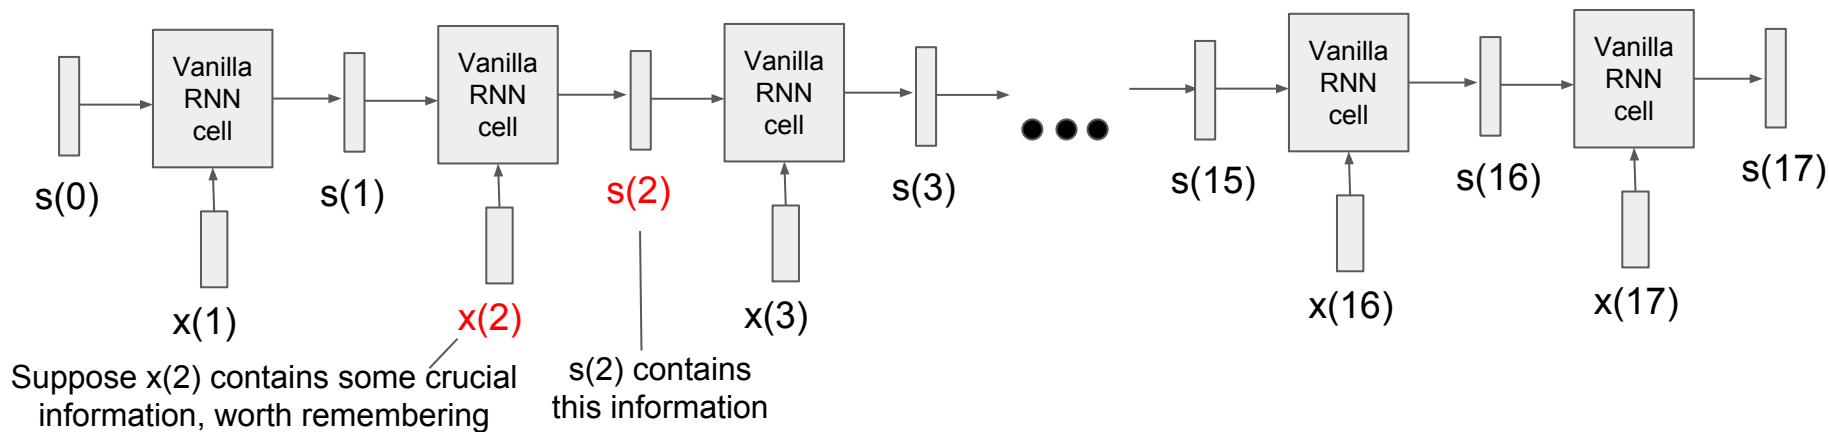 Vanilla
RNN
cell
Vanilla
RNN
cell
Vanilla
RNN
cell
Vanilla
RNN
cell
Vanilla
RNN
cell
s(0)
s(1)
s(2)
s(3)
s(15)
s(16)
s(17)
x(1)
x(2)
x(3)
x(16)
x(17)
Suppose x(2) contains some crucial
information, worth remembering
s(2) contains
this information